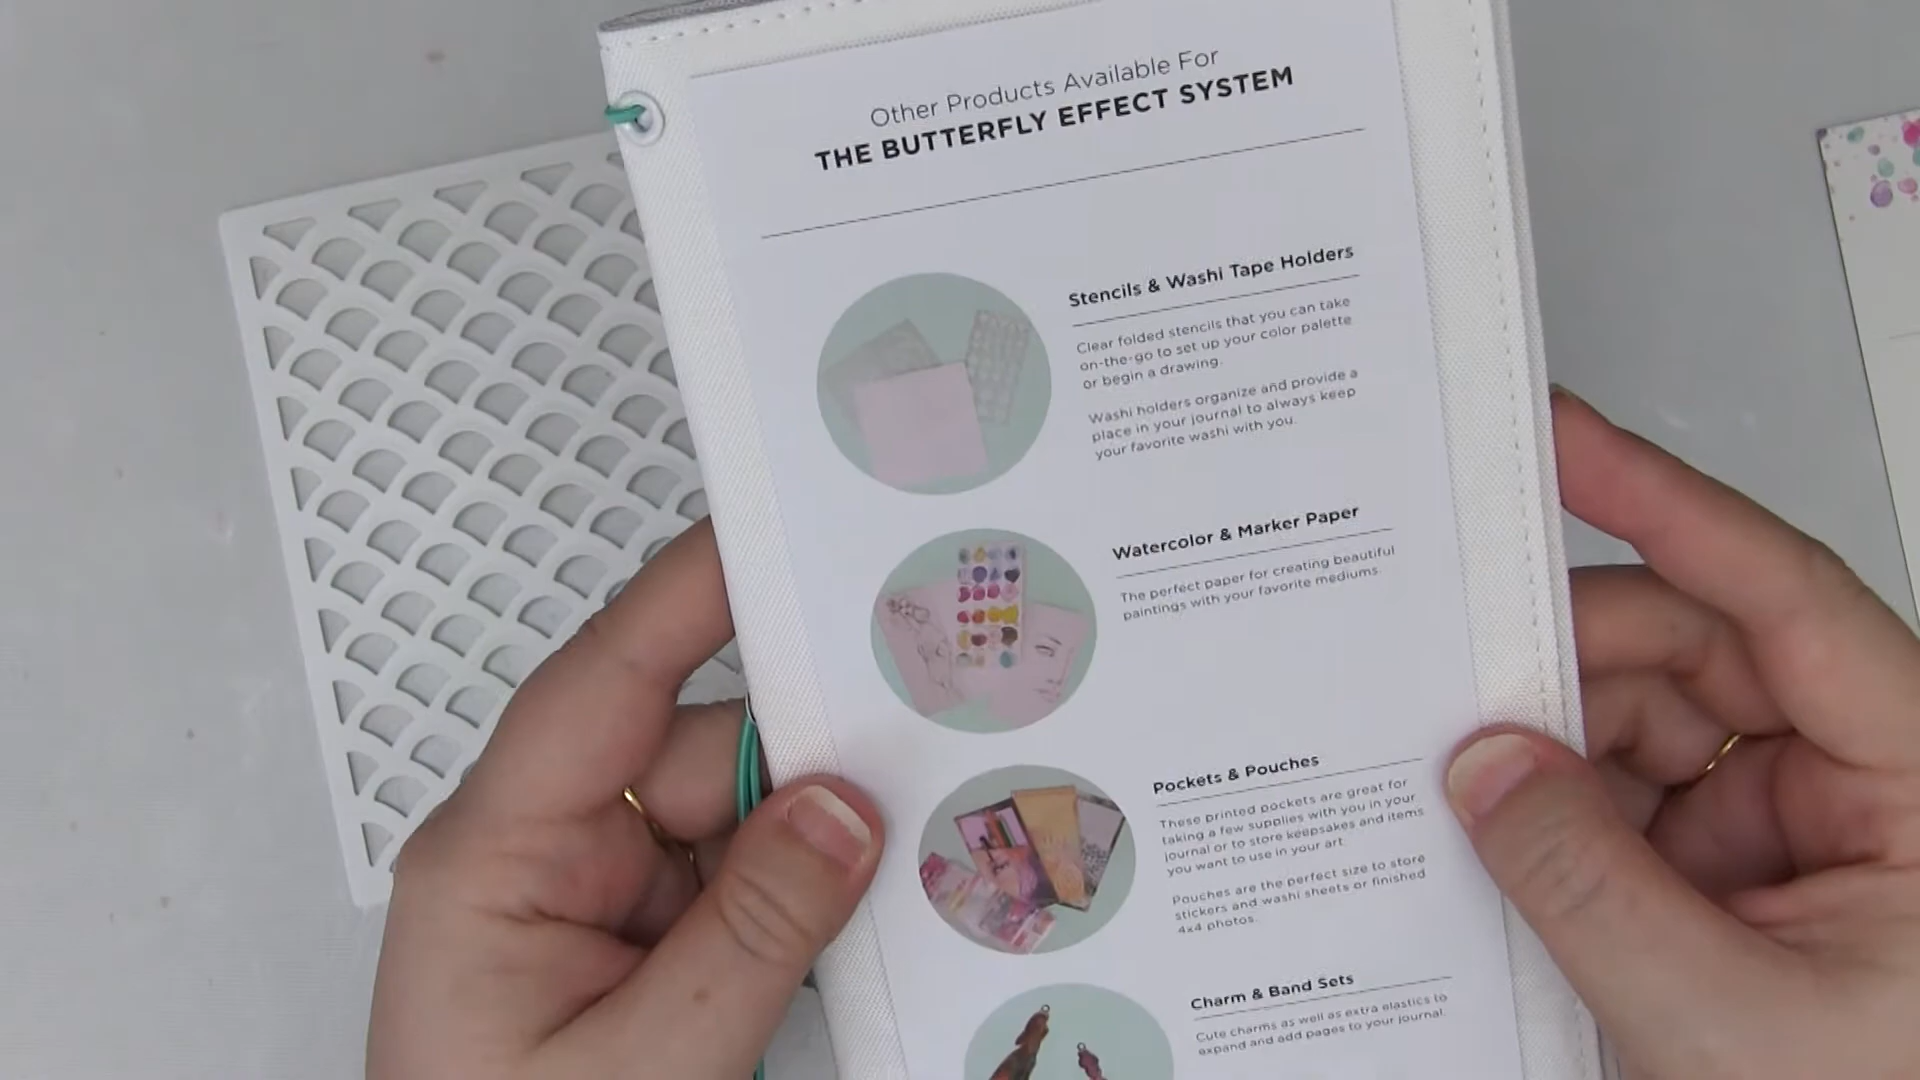 Other Products Available For
THE BUTTERFLY EFFECT SYSTEM
Stencils & Washi Tape Holders
Clear folded stencils that you can take
on-the-go to set up your color palette
or begin a drawing.
Washi holders organize and provide a
place in your journal to always keep
your favorite washi with you.
Watercolor & Marker Paper
The perfect paper for creating beautiful
paintings with your favorite mediums.
Pockets & Pouches
These printed pockets are great for
taking a few supplies with you in your
journal or to store keepsakes and items
you want to use in your art.
Pouches are the perfect size to store
stickers and washi sheets or finished
4x4 photos.
Charm & Band Sets
Cute charms as well as extra elastics to
expand and add pages to your journal.